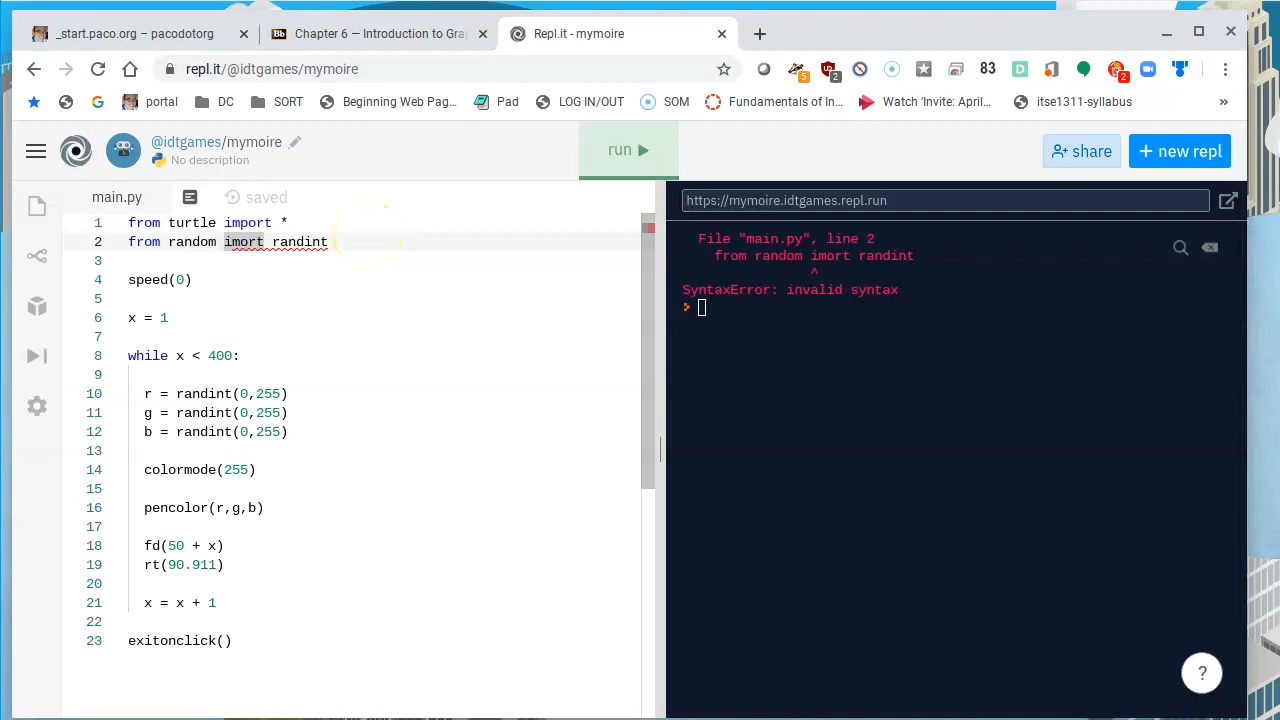 _start.paco.org – pacodotorg
Bb Chapter 6 — Introduction to Gra
Repl.it - mymoire
repl.it/@idtgames/mymoire
5
2
83
D
2
portal
DC
SORT
Beginning Web Pag...
Pad
LOG IN/OUT
SOM
Fundamentals of In...
Watch 'Invite: April...
itse1311-syllabus
»
@idtgames/mymoire
No description
run
share
+ new repl
main.py
saved
https://mymoire.idtgames.repl.run
1 from turtle import *
2 from random imort randint
3
4 speed(0)
5
6 x = 1
7
8 while x < 400:
9
10 r = randint(0,255)
11 g = randint(0,255)
12 b = randint(0,255)
13
14 colormode(255)
15
16 pencolor(r,g,b)
17
18 fd(50 + x)
19 rt(90.911)
20
21 x = x + 1
22
23 exitonclick()
File "main.py", line 2
from random imort randint
^
SyntaxError: invalid syntax
?